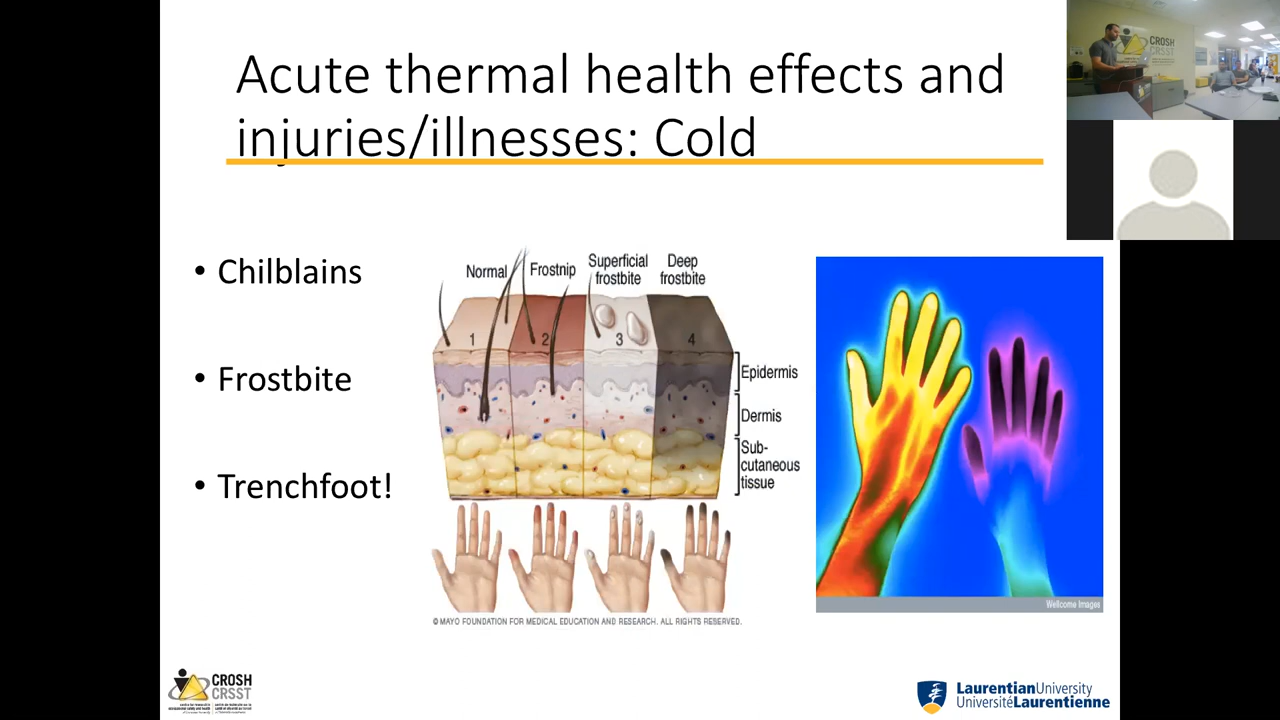 Acute thermal health effects and
injuries/illnesses: Cold
• Chilblains
• Frostbite
• Trenchfoot!
Normal
Frostnip
Superficial
frostbite
Deep
frostbite
1
2
3
4
Epidermis
Dermis
Sub-
cutaneous
tissue
© MAYO FOUNDATION FOR MEDICAL EDUCATION AND RESEARCH. ALL RIGHTS RESERVED.
Wellcome Images
CROSH
CRSST
CROSH
CRSST
LaurentianUniversity
UniversitéLaurentienne